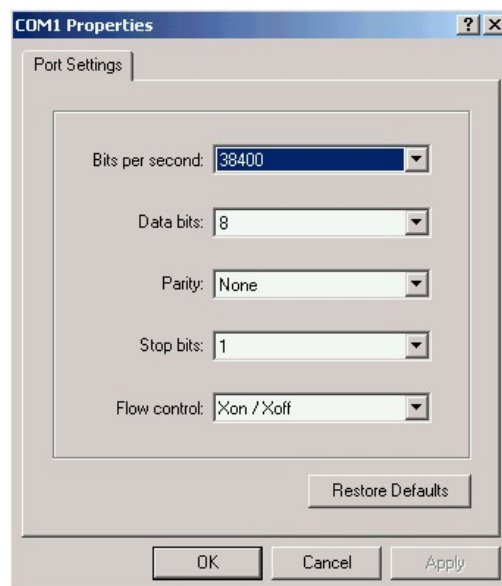 COM1 Properties
Port Settings
Bits per second: 38400
Data bits: 8
Parity: None
Stop bits: 1
Flow control: Xon / Xoff
Restore Defaults
OK Cancel Apply